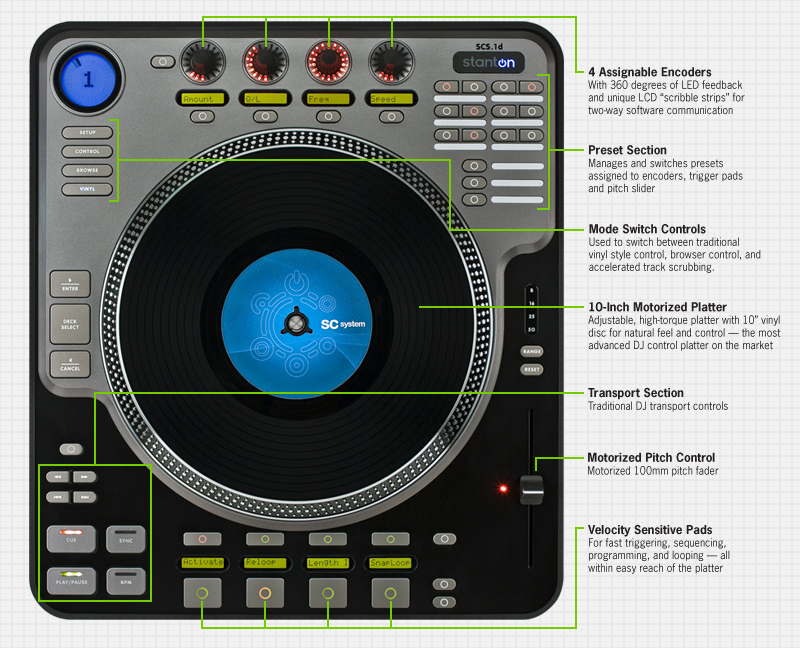 SCS.1d
stanton
1
Amount
O/L
Freq
Speed
SETUP
CONTROL
BROWSE
VINYL
ENTER
DECK
SELECT
CANCEL
SC system
8
16
25
50
RANGE
RESET
CUE
SYNC
PLAY/PAUSE
BPM
Activate
Reloop
Length I
SnapLoop
4 Assignable Encoders
With 360 degrees of LED feedback
and unique LCD “scribble strips” for
two-way software communication
Preset Section
Manages and switches presets
assigned to encoders, trigger pads
and pitch slider
Mode Switch Controls
Used to switch between traditional
vinyl style control, browser control, and
accelerated track scrubbing.
10-Inch Motorized Platter
Adjustable, high-torque platter with 10” vinyl
disc for natural feel and control — the most
advanced DJ control platter on the market
Transport Section
Traditional DJ transport controls
Motorized Pitch Control
Motorized 100mm pitch fader
Velocity Sensitive Pads
For fast triggering, sequencing,
programming, and looping — all
within easy reach of the platter